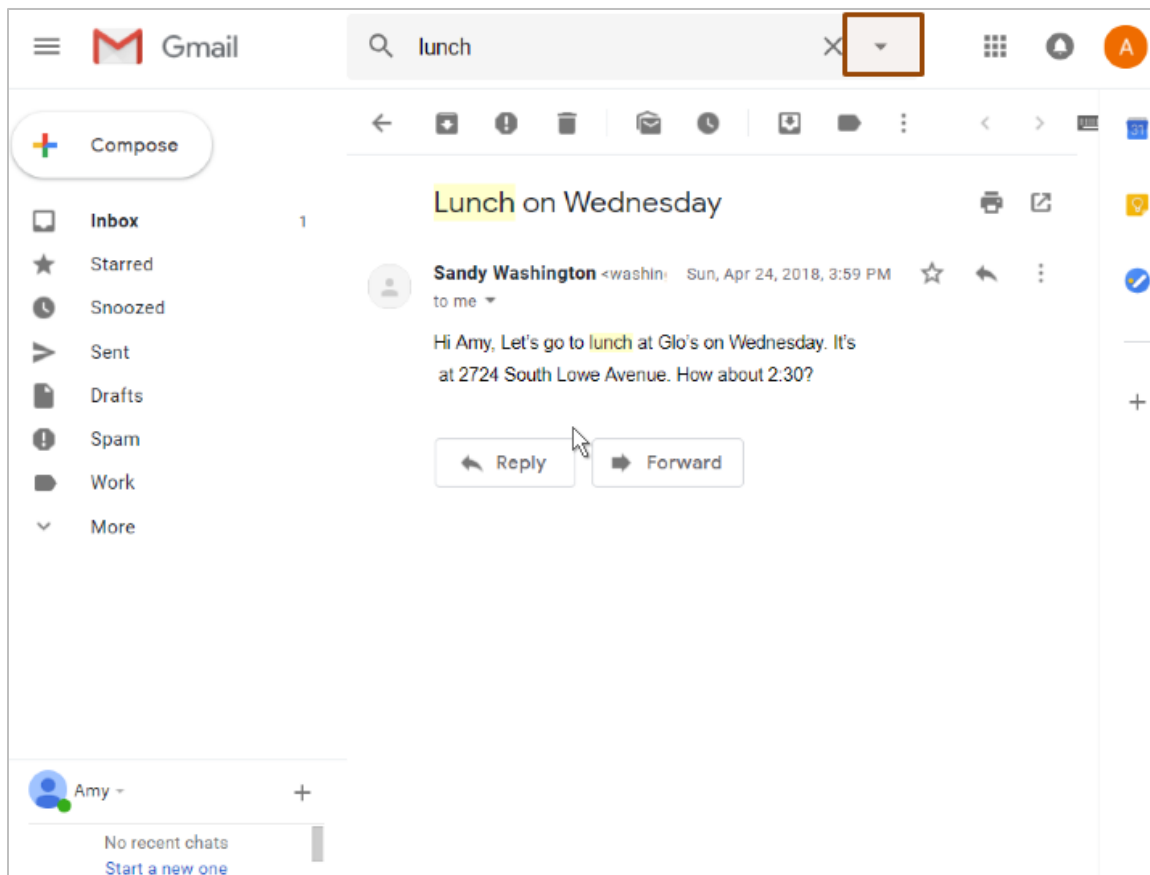 Gmail
lunch
A
Compose
Inbox 1
Starred
Snoozed
Sent
Drafts
Spam
Work
More
Lunch on Wednesday
Sandy Washington <washin Sun, Apr 24, 2018, 3:59 PM
to me
Hi Amy, Let's go to lunch at Glo's on Wednesday. It's
at 2724 South Lowe Avenue. How about 2:30?
Reply Forward
31
Amy
No recent chats
Start a new one